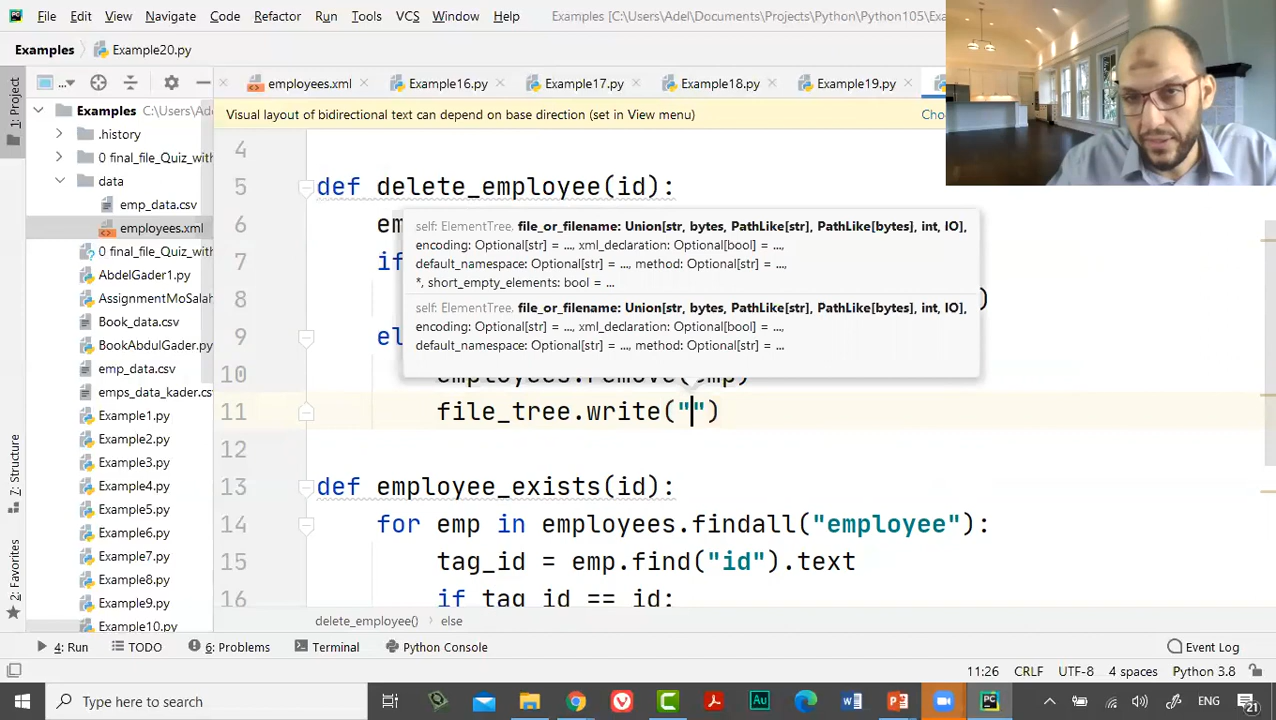 File Edit View Navigate Code Refactor Run Tools VCS Window Help Examples [C:\Users\Adel\Documents\Projects\Python\Python105\Exa
Examples Example20.py
employees.xml Example16.py Example17.py Example18.py Example19.py
1: Project
Examples C:\Users\Ade
.history
0 final_file_Quiz_with
data
emp_data.csv
employees.xml
0 final_file_Quiz_with
AbdelGader1.py
AssignmentMoSalah
Book_data.csv
BookAbdulGader.py
emp_data.csv
emps_data_kader.cs
Example1.py
Example2.py
Example3.py
Example4.py
Example5.py
Example6.py
Example7.py
Example8.py
Example9.py
Example10.py
7: Structure
2: Favorites
Visual layout of bidirectional text can depend on base direction (set in View menu) Cho
4
5 def delete_employee(id):
6 em
7 if
8 )
9 el
self: ElementTree, file_or_filename: Union[str, bytes, PathLike[str], PathLike[bytes], int, IO],
encoding: Optional[str] = ..., xml_declaration: Optional[bool] = ...,
default_namespace: Optional[str] = ..., method: Optional[str] = ...,
*, short_empty_elements: bool = ...
self: ElementTree, file_or_filename: Union[str, bytes, PathLike[str], PathLike[bytes], int, IO],
encoding: Optional[str] = ..., xml_declaration: Optional[bool] = ...,
default_namespace: Optional[str] = ..., method: Optional[str] = ...
10 employees.remove(emp)
11 file_tree.write("")
12
13 def employee_exists(id):
14 for emp in employees.findall("employee"):
15 tag_id = emp.find("id").text
16 if tag_id == id:
delete_employee() else
4: Run TODO 6: Problems Terminal Python Console Event Log
11:26 CRLF UTF-8 4 spaces Python 3.8
Type here to search ENG 21